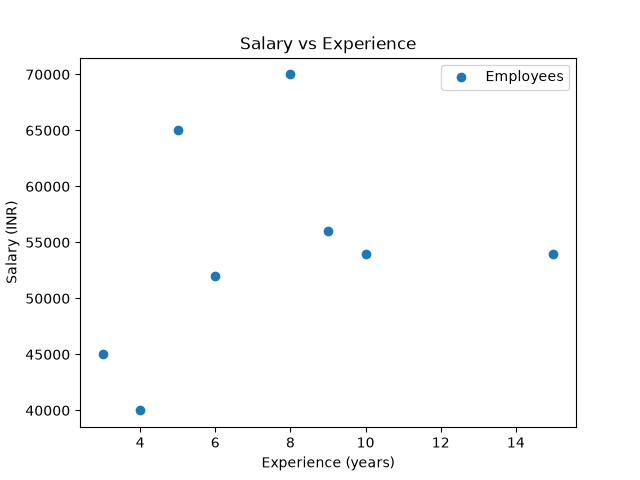 Salary vs Experience
Employees
Salary (INR)
70000
65000
60000
55000
50000
45000
40000
4 6 8 10 12 14
Experience (years)